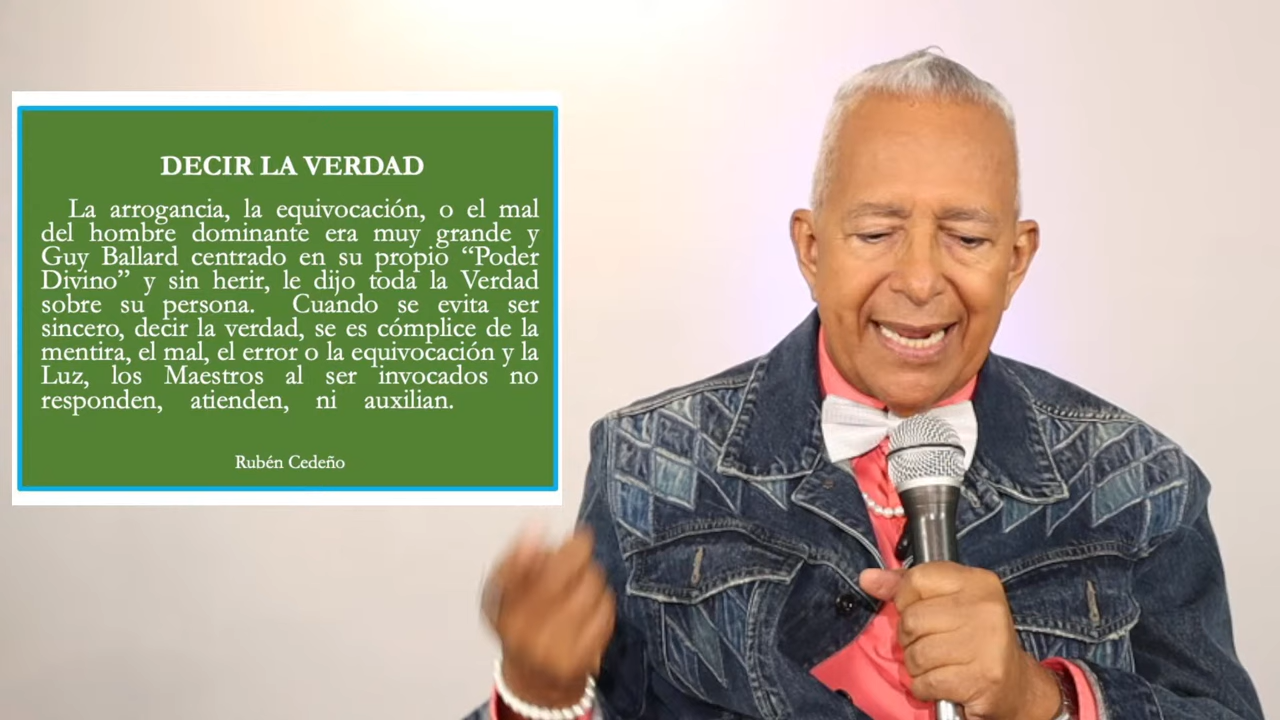 DECIR LA VERDAD
La arrogancia, la equivocación, o el mal
del hombre dominante era muy grande y
Guy Ballard centrado en su propio “Poder
Divino” y sin herir, le dijo toda la Verdad
sobre su persona. Cuando se evita ser
sincero, decir la verdad, se es cómplice de la
mentira, el mal, el error o la equivocación y la
Luz, los Maestros al ser invocados no
responden, atienden, ni auxilian.
Rubén Cedeño